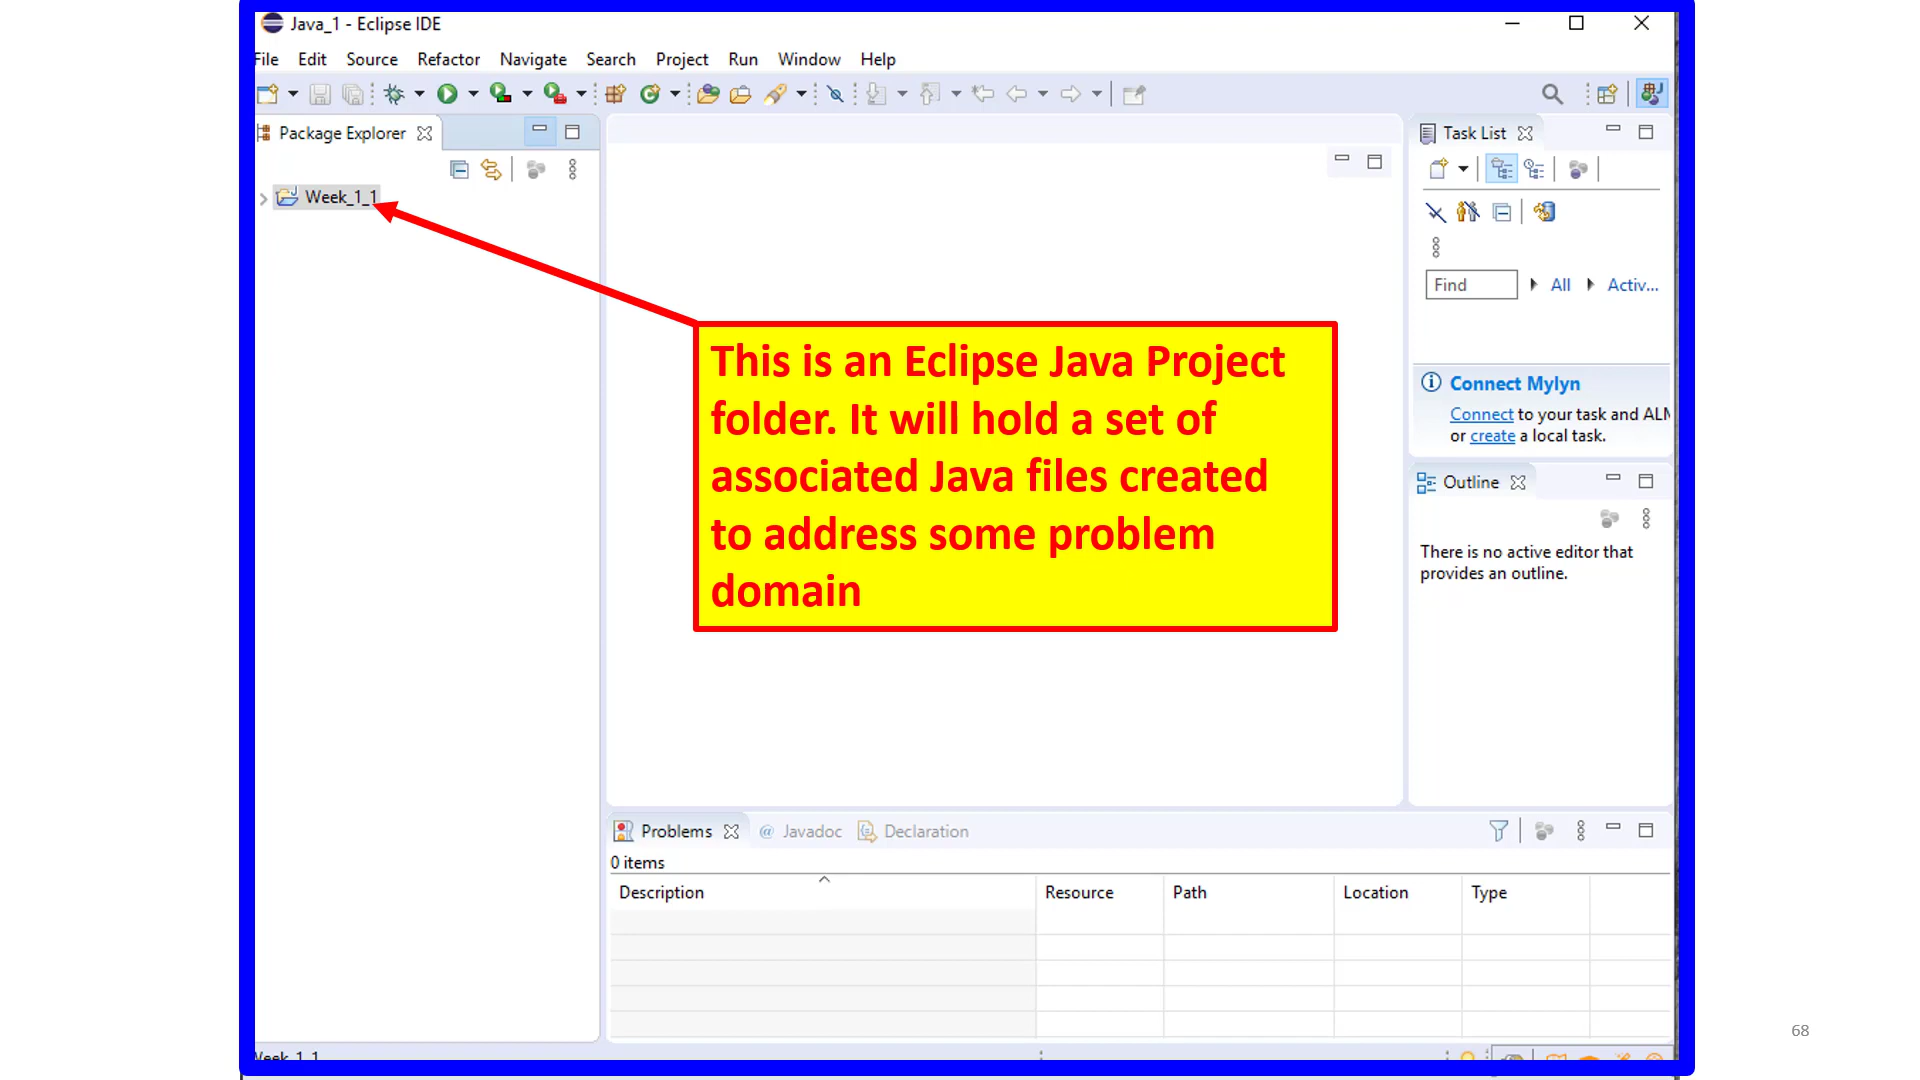 Java_1 - Eclipse IDE
File Edit Source Refactor Navigate Search Project Run Window Help
Package Explorer
Week_1_1
This is an Eclipse Java Project
folder. It will hold a set of
associated Java files created
to address some problem
domain
Task List
Find All Activ...
Connect Mylyn
Connect to your task and ALM
or create a local task.
Outline
There is no active editor that
provides an outline.
Problems @ Javadoc Declaration
0 items
Description Resource Path Location Type
Week_1_1
68